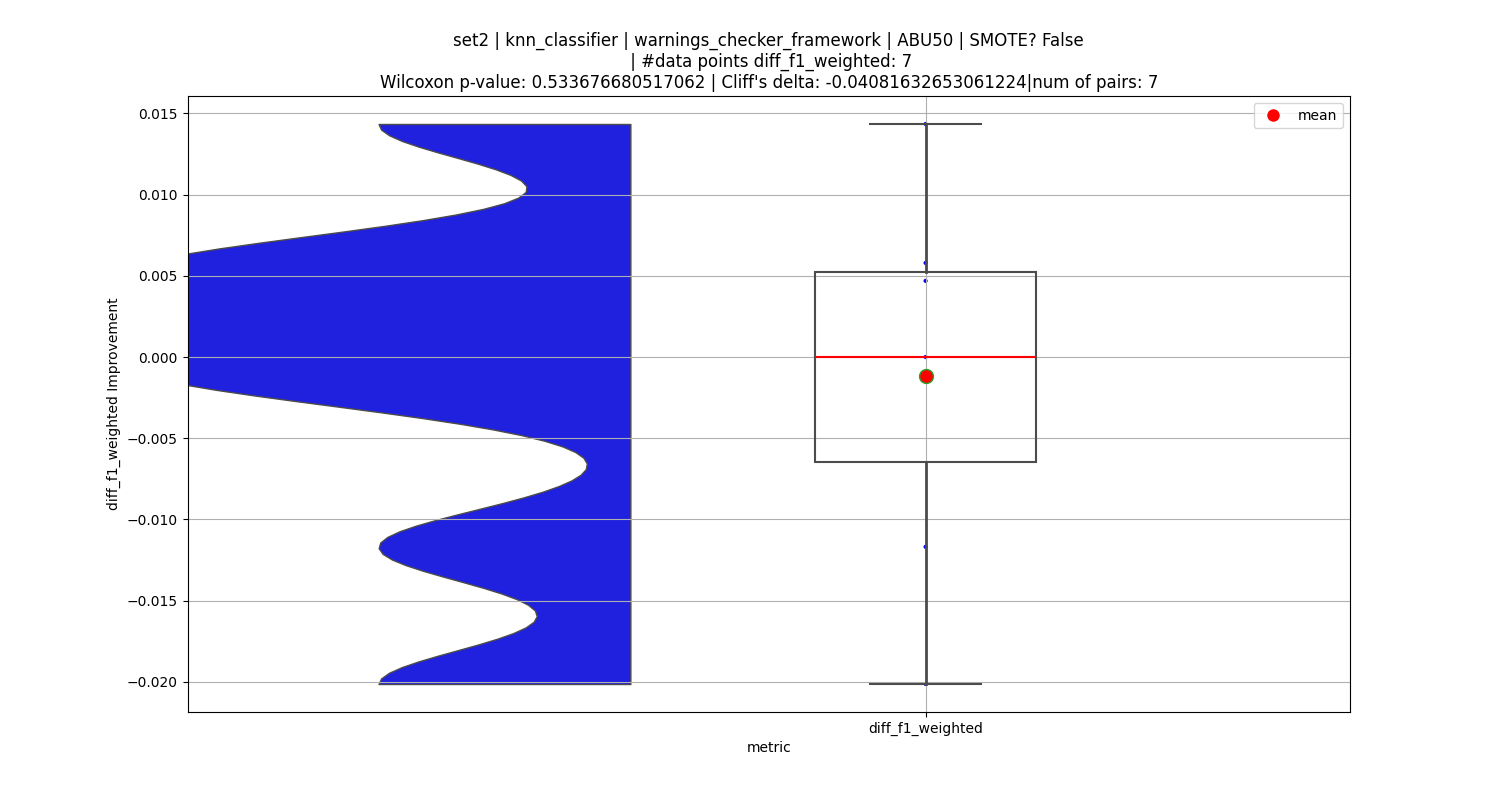 set2 | knn_classifier | warnings_checker_framework | ABU50 | SMOTE? False
| #data points diff_f1_weighted: 7
Wilcoxon p-value: 0.533676680517062 | Cliff's delta: -0.04081632653061224|num of pairs: 7
mean
0.015
0.010
0.005
0.000
−0.005
−0.010
−0.015
−0.020
diff_f1_weighted Improvement
diff_f1_weighted
metric